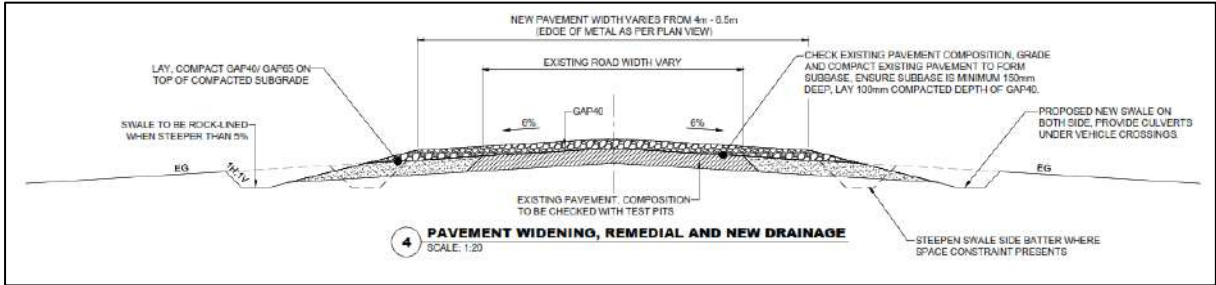 NEW PAVEMENT WIDTH VARIES FROM 4m - 6.5m
(EDGE OF METAL AS PER PLAN VIEW)
LAY, COMPACT GAP40/ GAP65 ON
TOP OF COMPACTED SUBGRADE
EXISTING ROAD WIDTH VARY
CHECK EXISTING PAVEMENT COMPOSITION, GRADE
AND COMPACT EXISTING PAVEMENT TO FORM
SUBBASE, ENSURE SUBBASE IS MINIMUM 150mm
DEEP, LAY 100mm COMPACTED DEPTH OF GAP40.
SWALE TO BE ROCK-LINED
WHEN STEEPER THAN 5%
GAP40
6%
6%
PROPOSED NEW SWALE ON
BOTH SIDE, PROVIDE CULVERTS
UNDER VEHICLE CROSSINGS.
EG
1H:1V
EG
EXISTING PAVEMENT, COMPOSITION
TO BE CHECKED WITH TEST PITS
4 PAVEMENT WIDENING, REMEDIAL AND NEW DRAINAGE
SCALE: 1:20
STEEPEN SWALE SIDE BATTER WHERE
SPACE CONSTRAINT PRESENTS